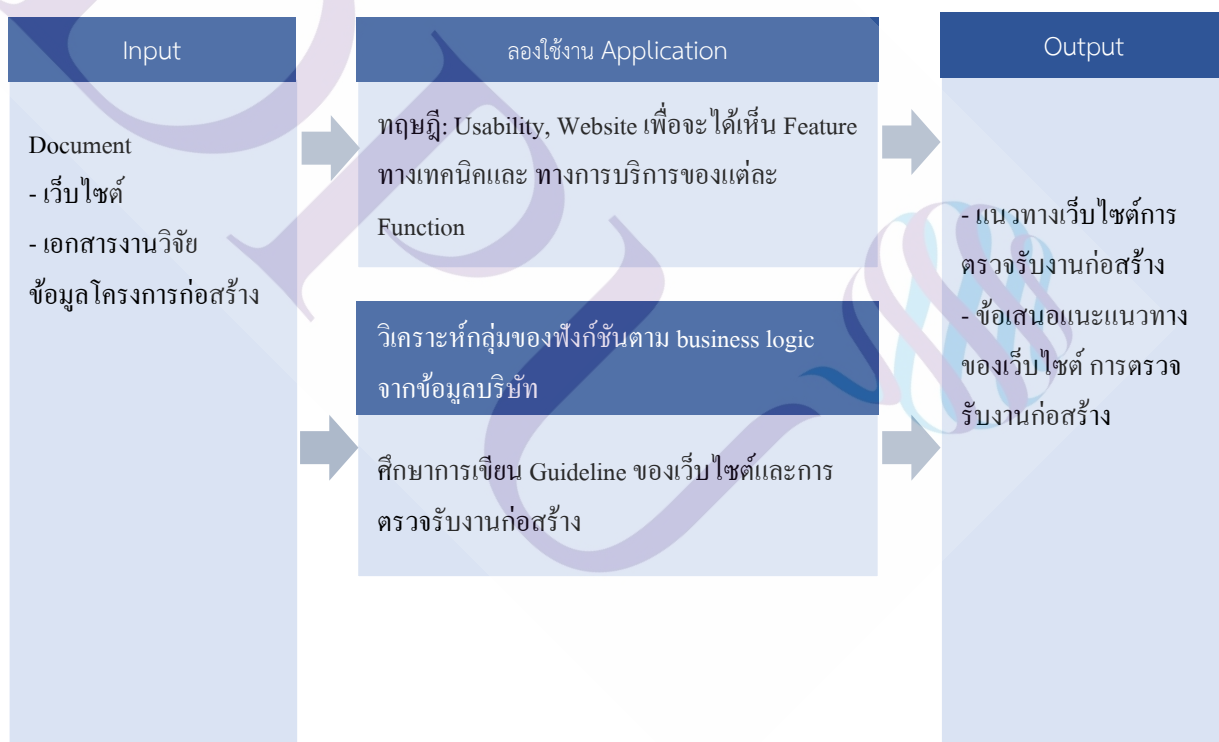 Input
Document
- เว็บไซต์
- เอกสารงานวิจัย
ข้อมูลโครงการก่อสร้าง
ลองใช้งาน Application
ทฤษฎี: Usability, Website เพื่อจะได้เห็น Feature
ทางเทคนิคและ ทางการบริการของแต่ละ
Function
วิเคราะห์กลุ่มของฟังก์ชันตาม business logic
จากข้อมูลบริษัท
ศึกษาการเขียน Guideline ของเว็บไซต์และการ
ตรวจรับงานก่อสร้าง
Output
- แนวทางเว็บไซต์การ
ตรวจรับงานก่อสร้าง
- ข้อเสนอแนะแนวทาง
ของเว็บไซต์ การตรวจ
รับงานก่อสร้าง